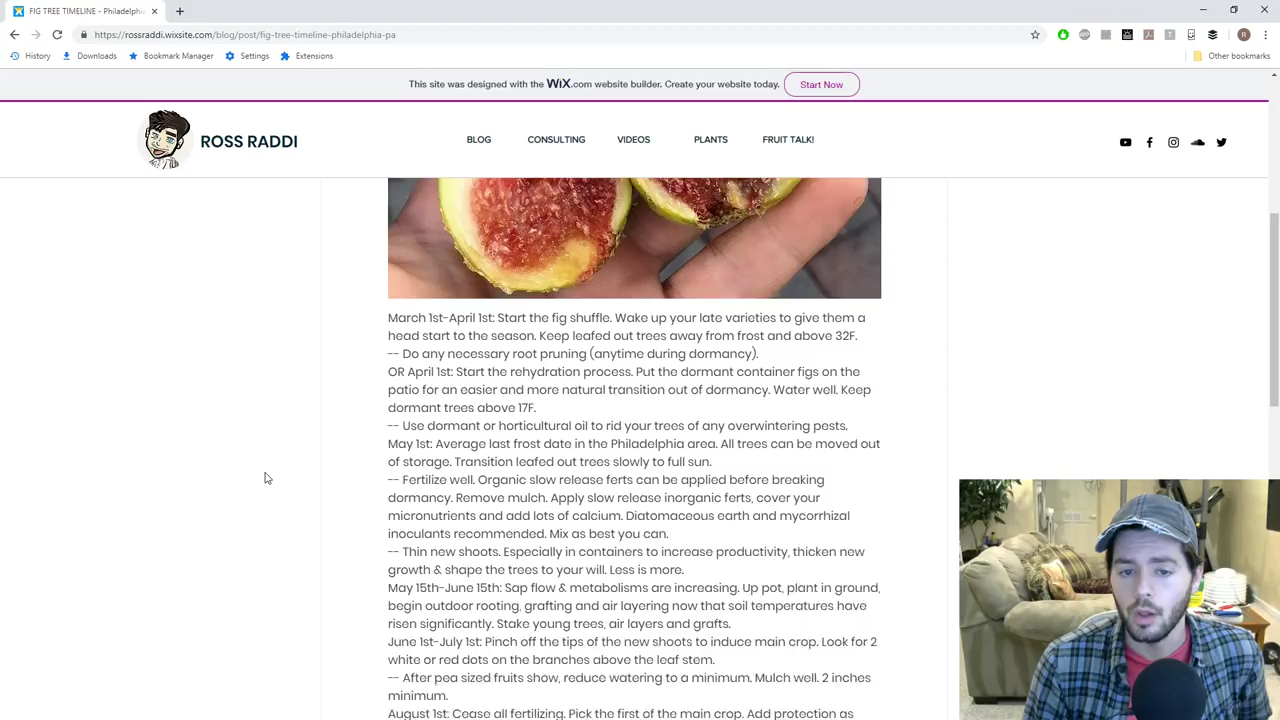 FIG TREE TIMELINE - Philadelphia
https://rossraddi.wixsite.com/blog/post/fig-tree-timeline-philadelphia-pa
History Downloads Bookmark Manager Settings Extensions Other bookmarks
This site was designed with the WiX.com website builder. Create your website today. Start Now
ROSS RADDI BLOG CONSULTING VIDEOS PLANTS FRUIT TALK!
March 1st-April 1st: Start the fig shuffle. Wake up your late varieties to give them a
head start to the season. Keep leafed out trees away from frost and above 32F.
-- Do any necessary root pruning (anytime during dormancy).
OR April 1st: Start the rehydration process. Put the dormant container figs on the
patio for an easier and more natural transition out of dormancy. Water well. Keep
dormant trees above 17F.
-- Use dormant or horticultural oil to rid your trees of any overwintering pests.
May 1st: Average last frost date in the Philadelphia area. All trees can be moved out
of storage. Transition leafed out trees slowly to full sun.
-- Fertilize well. Organic slow release ferts can be applied before breaking
dormancy. Remove mulch. Apply slow release inorganic ferts, cover your
micronutrients and add lots of calcium. Diatomaceous earth and mycorrhizal
inoculants recommended. Mix as best you can.
-- Thin new shoots. Especially in containers to increase productivity, thicken new
growth & shape the trees to your will. Less is more.
May 15th-June 15th: Sap flow & metabolisms are increasing. Up pot, plant in ground,
begin outdoor rooting, grafting and air layering now that soil temperatures have
risen significantly. Stake young trees, air layers and grafts.
June 1st-July 1st: Pinch off the tips of the new shoots to induce main crop. Look for 2
white or red dots on the branches above the leaf stem.
-- After pea sized fruits show, reduce watering to a minimum. Mulch well. 2 inches
minimum.
August 1st: Cease all fertilizing. Pick the first of the main crop. Add protection as